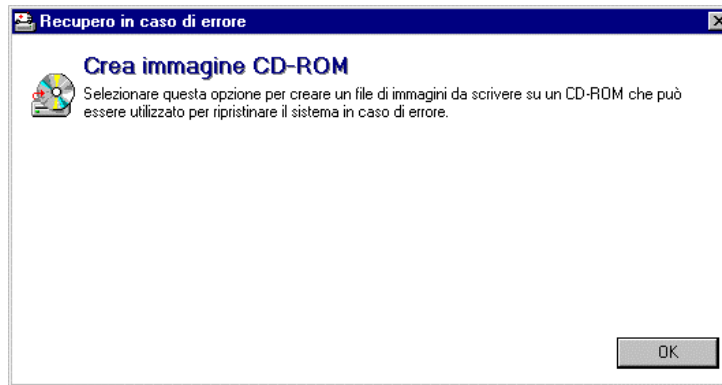 Recupero in caso di errore
Crea immagine CD-ROM
Selezionare questa opzione per creare un file di immagini da scrivere su un CD-ROM che può
essere utilizzato per ripristinare il sistema in caso di errore.
OK